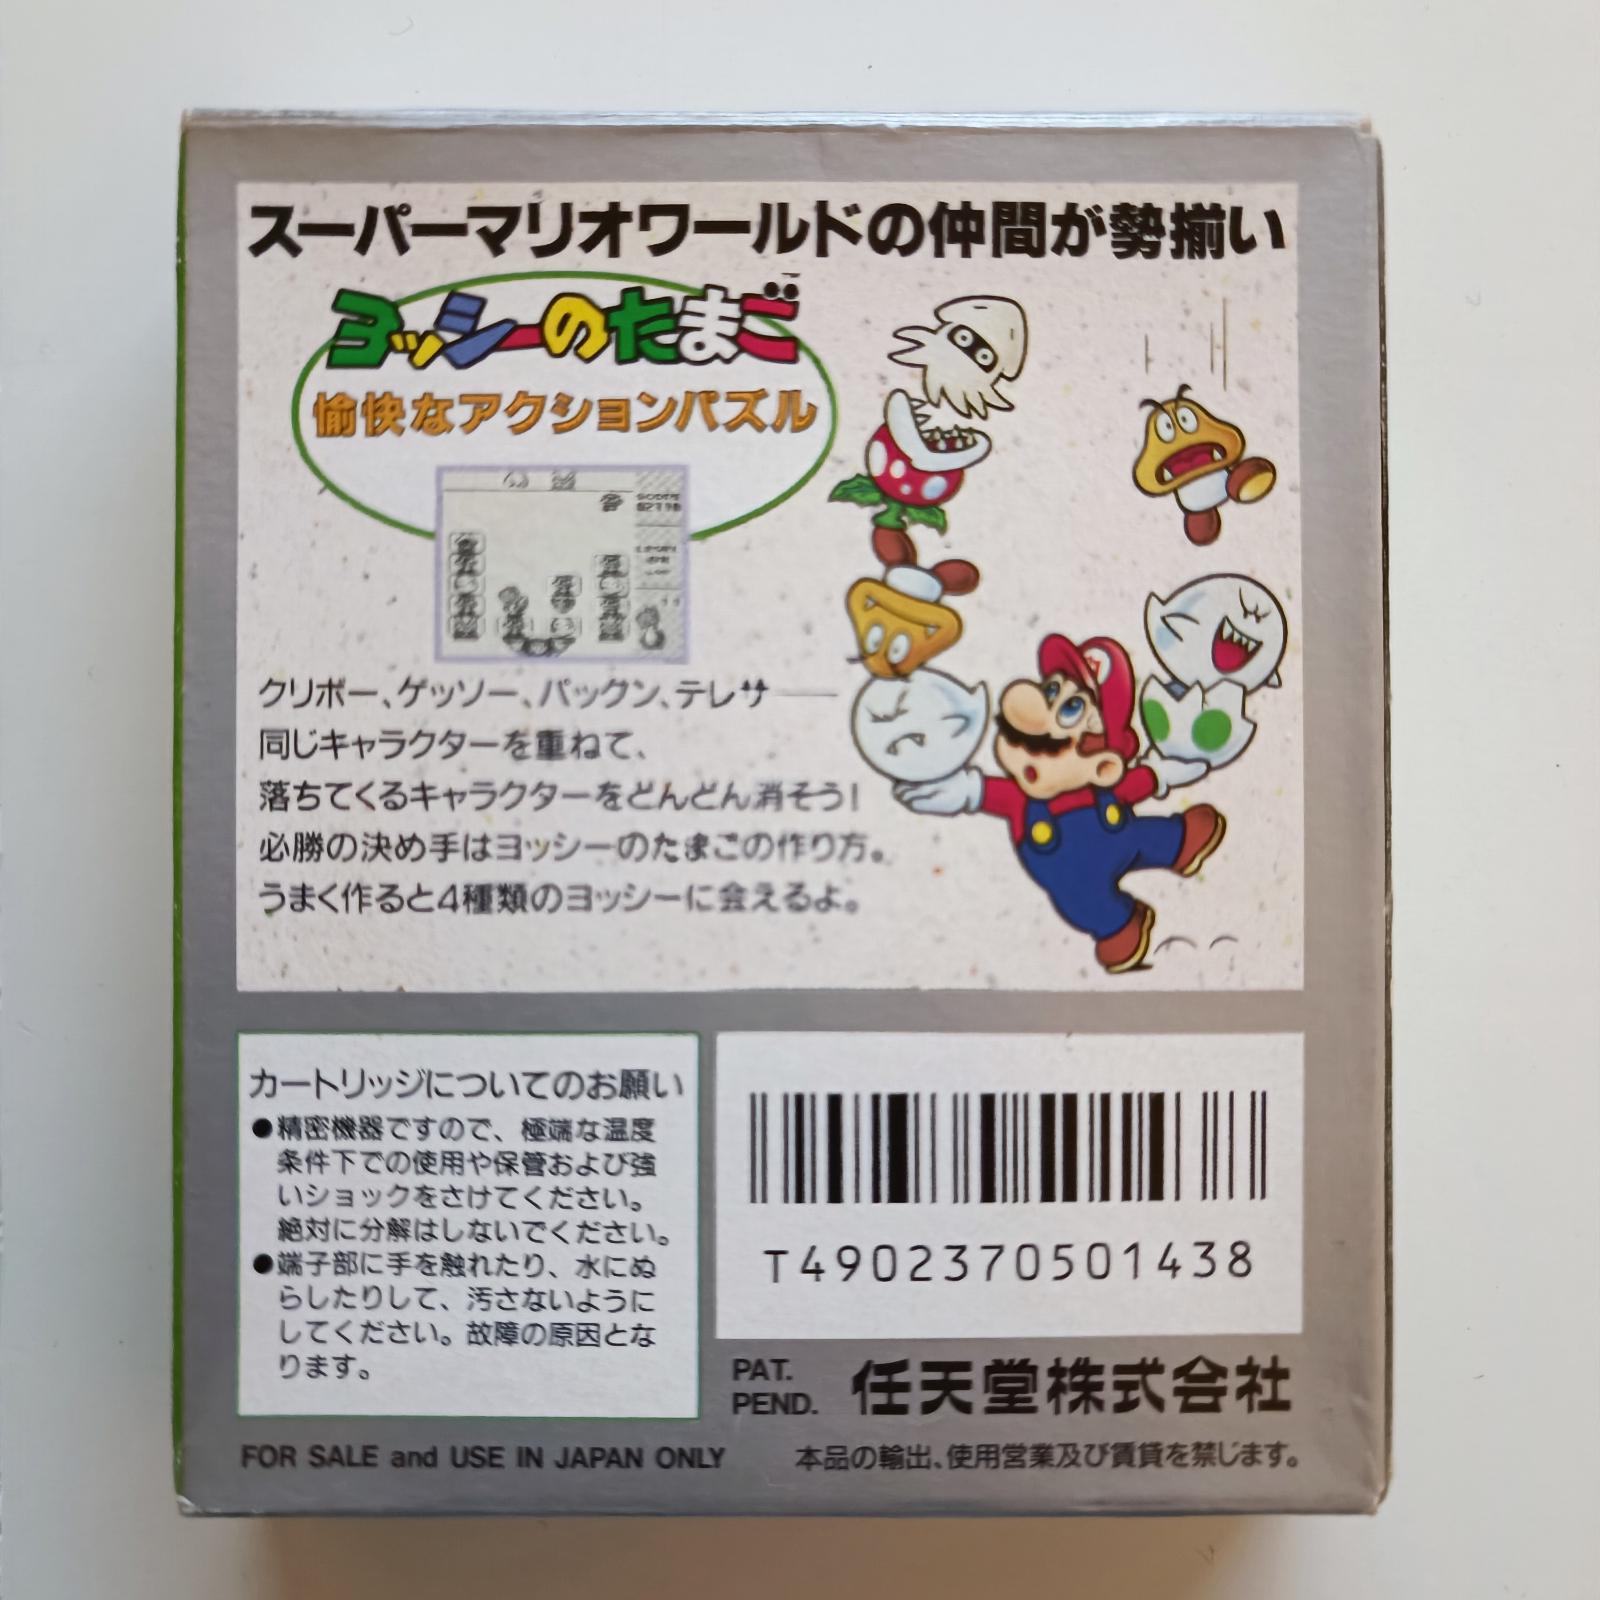 スーパーマリオワールドの仲間が勢揃い
ヨッシーのたまご
愉快なアクションパズル
クリボー、ゲッソー、パックン、テレサ——
同じキャラクターを重ねて、
落ちてくるキャラクターをどんどん消そう!
必勝の決め手はヨッシーのたまごの作り方。
うまく作ると4種類のヨッシーに会えるよ。
カートリッジについてのお願い
●精密機器ですので、極端な温度
条件下での使用や保管および強
いショックをさけてください。
絶対に分解はしないでください。
●端子部に手を触れたり、水にぬ
らしたりして、汚さないように
してください。故障の原因とな
ります。
T4902370501438
PAT.
PEND.
任天堂株式会社
FOR SALE and USE IN JAPAN ONLY
本品の輸出、使用営業及び賃貸を禁じます。